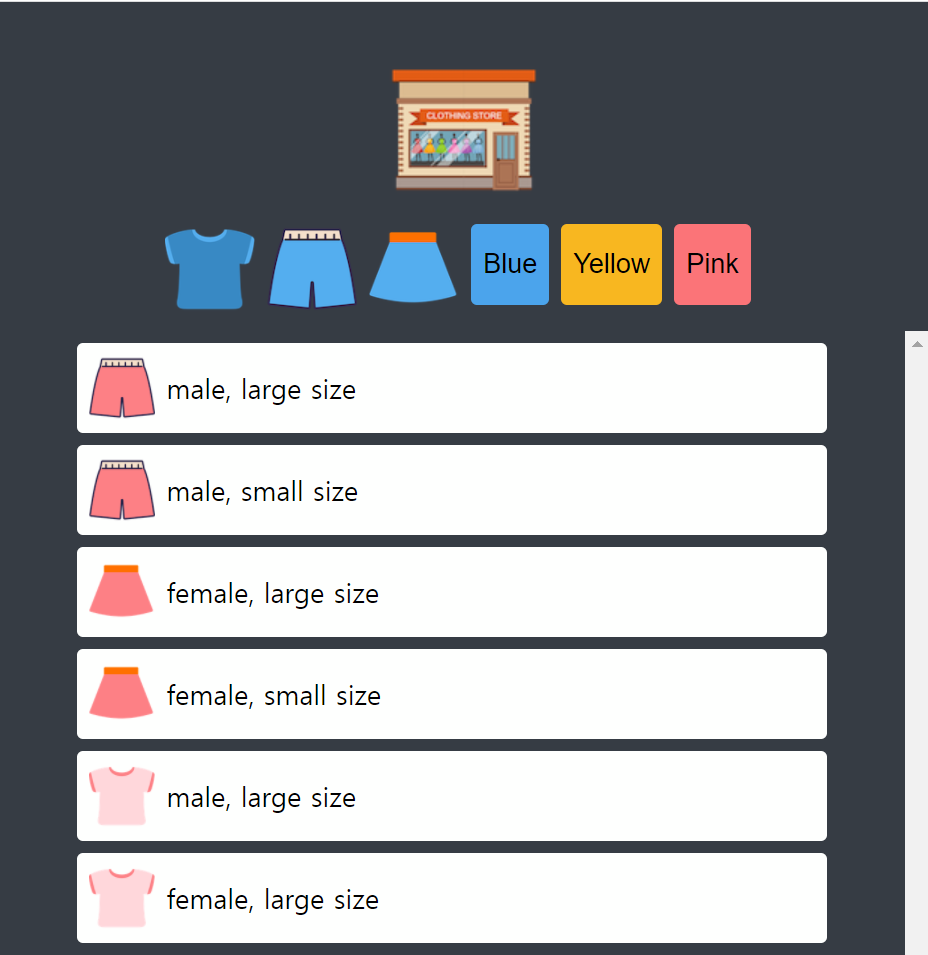 CLOTHING STORE
Blue
Yellow
Pink
male, large size
male, small size
female, large size
female, small size
male, large size
female, large size